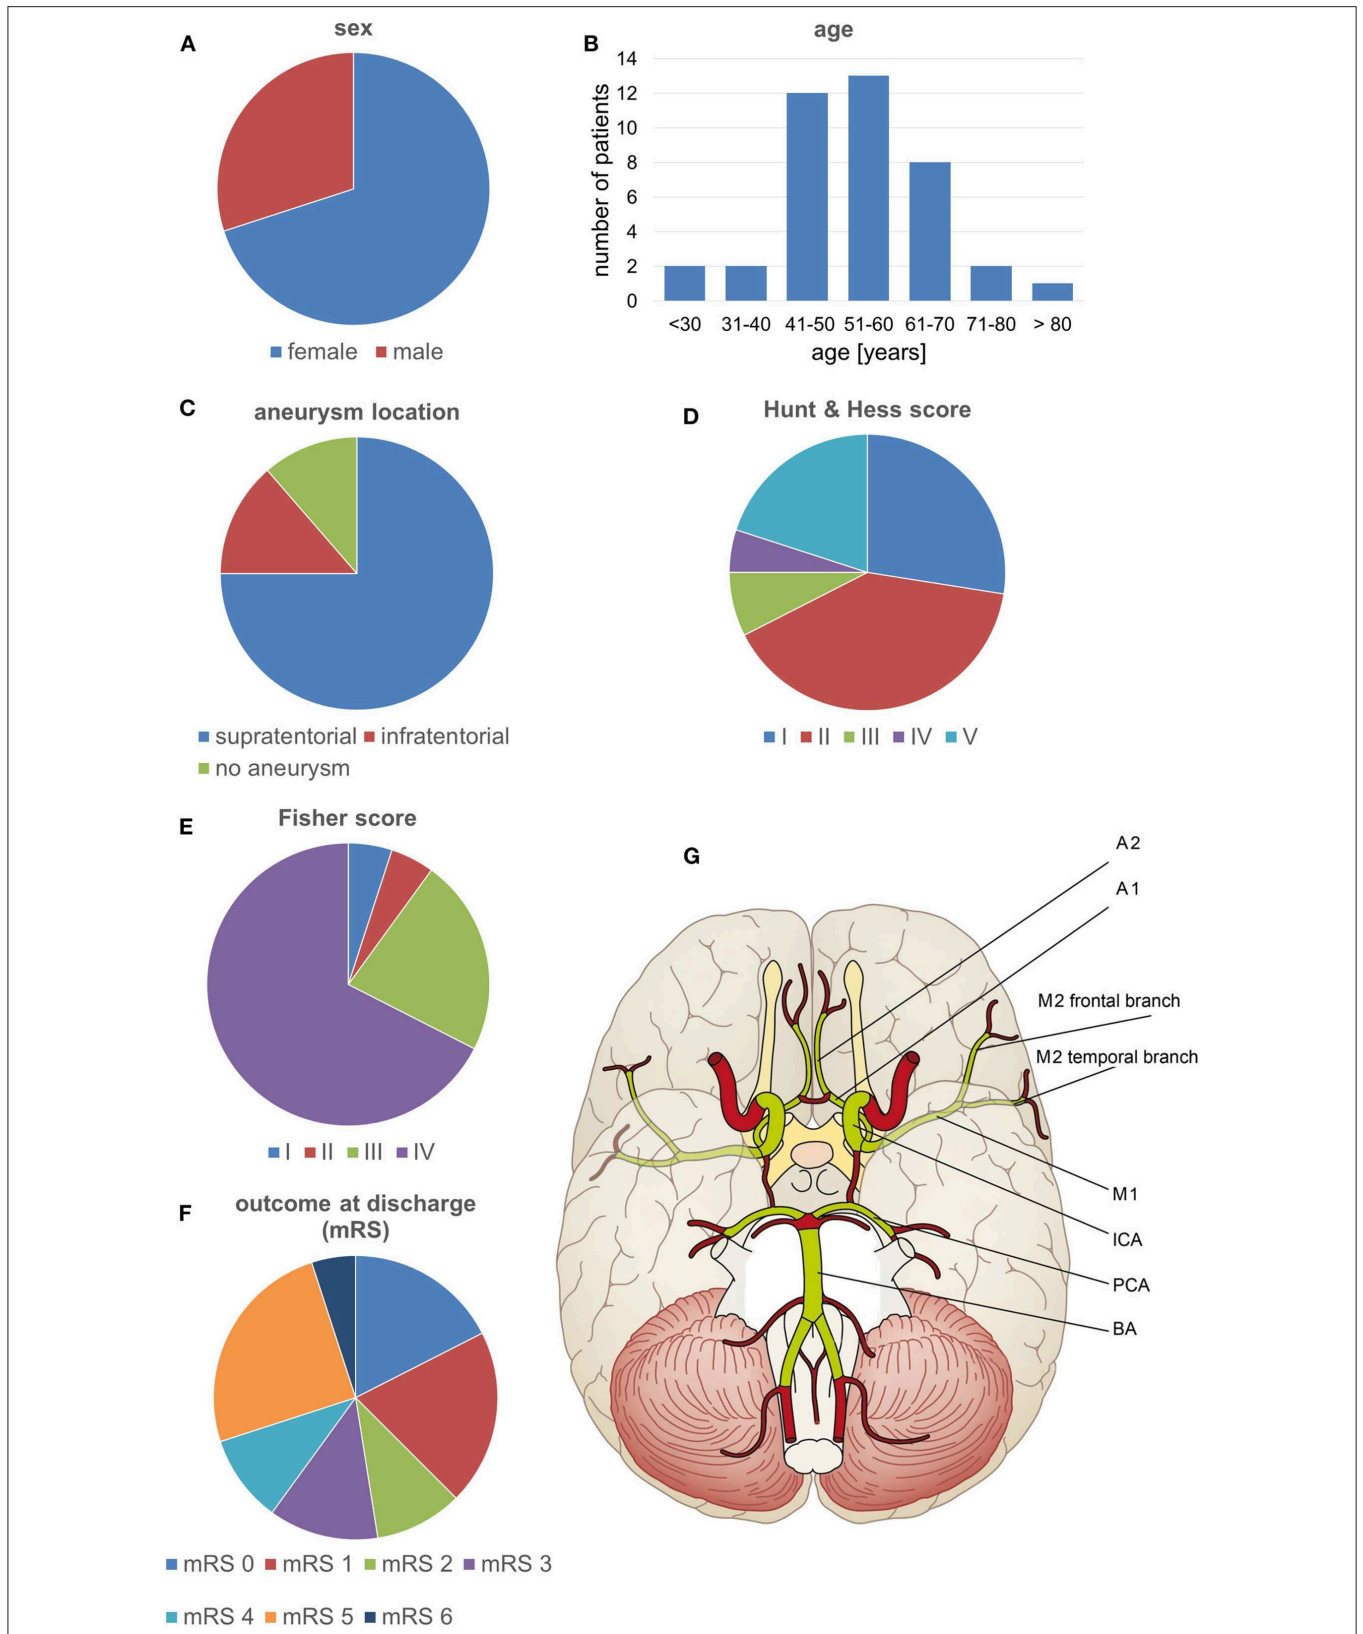 A
sex
female male
B
age
number of patients
14
12
10
8
6
4
2
0
<30 31-40 41-50 51-60 61-70 71-80 > 80
age [years]
C
aneurysm location
supratentorial infratentorial
no aneurysm
D
Hunt & Hess score
I II III IV V
E
Fisher score
I II III IV
F
outcome at discharge
(mRS)
mRS 0 mRS 1 mRS 2 mRS 3
mRS 4 mRS 5 mRS 6
G
A2
A1
M2 frontal branch
M2 temporal branch
M1
ICA
PCA
BA